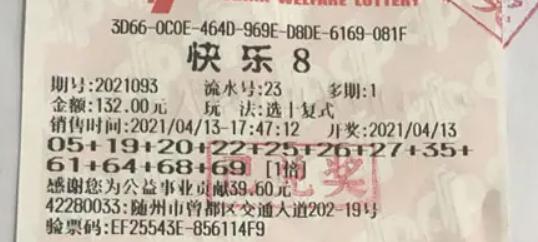 WELFARE LOTTERY
3D66-0C0E-464D-969E-D8DE-6169-081F
快乐8
期号:2021093 流水号:23 多期:1
金额:132.00元 玩 法:选十复式
销售时间:2021/04/13-17:47:12 开奖:2021/04/13
05+19+20+22+25+26+27+35+
61+64+68+69 [1倍]
已兑奖
感谢您为公益事业贡献39.60元
42280033:随州市曾都区交通大道202-19号
验票码:EF25543E-856114F9